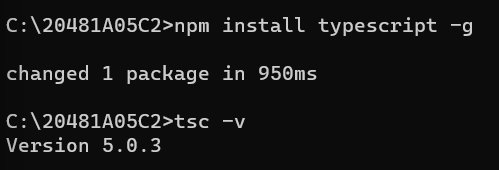 C:\20481A05C2>npm install typescript -g
changed 1 package in 950ms
C:\20481A05C2>tsc -v
Version 5.0.3